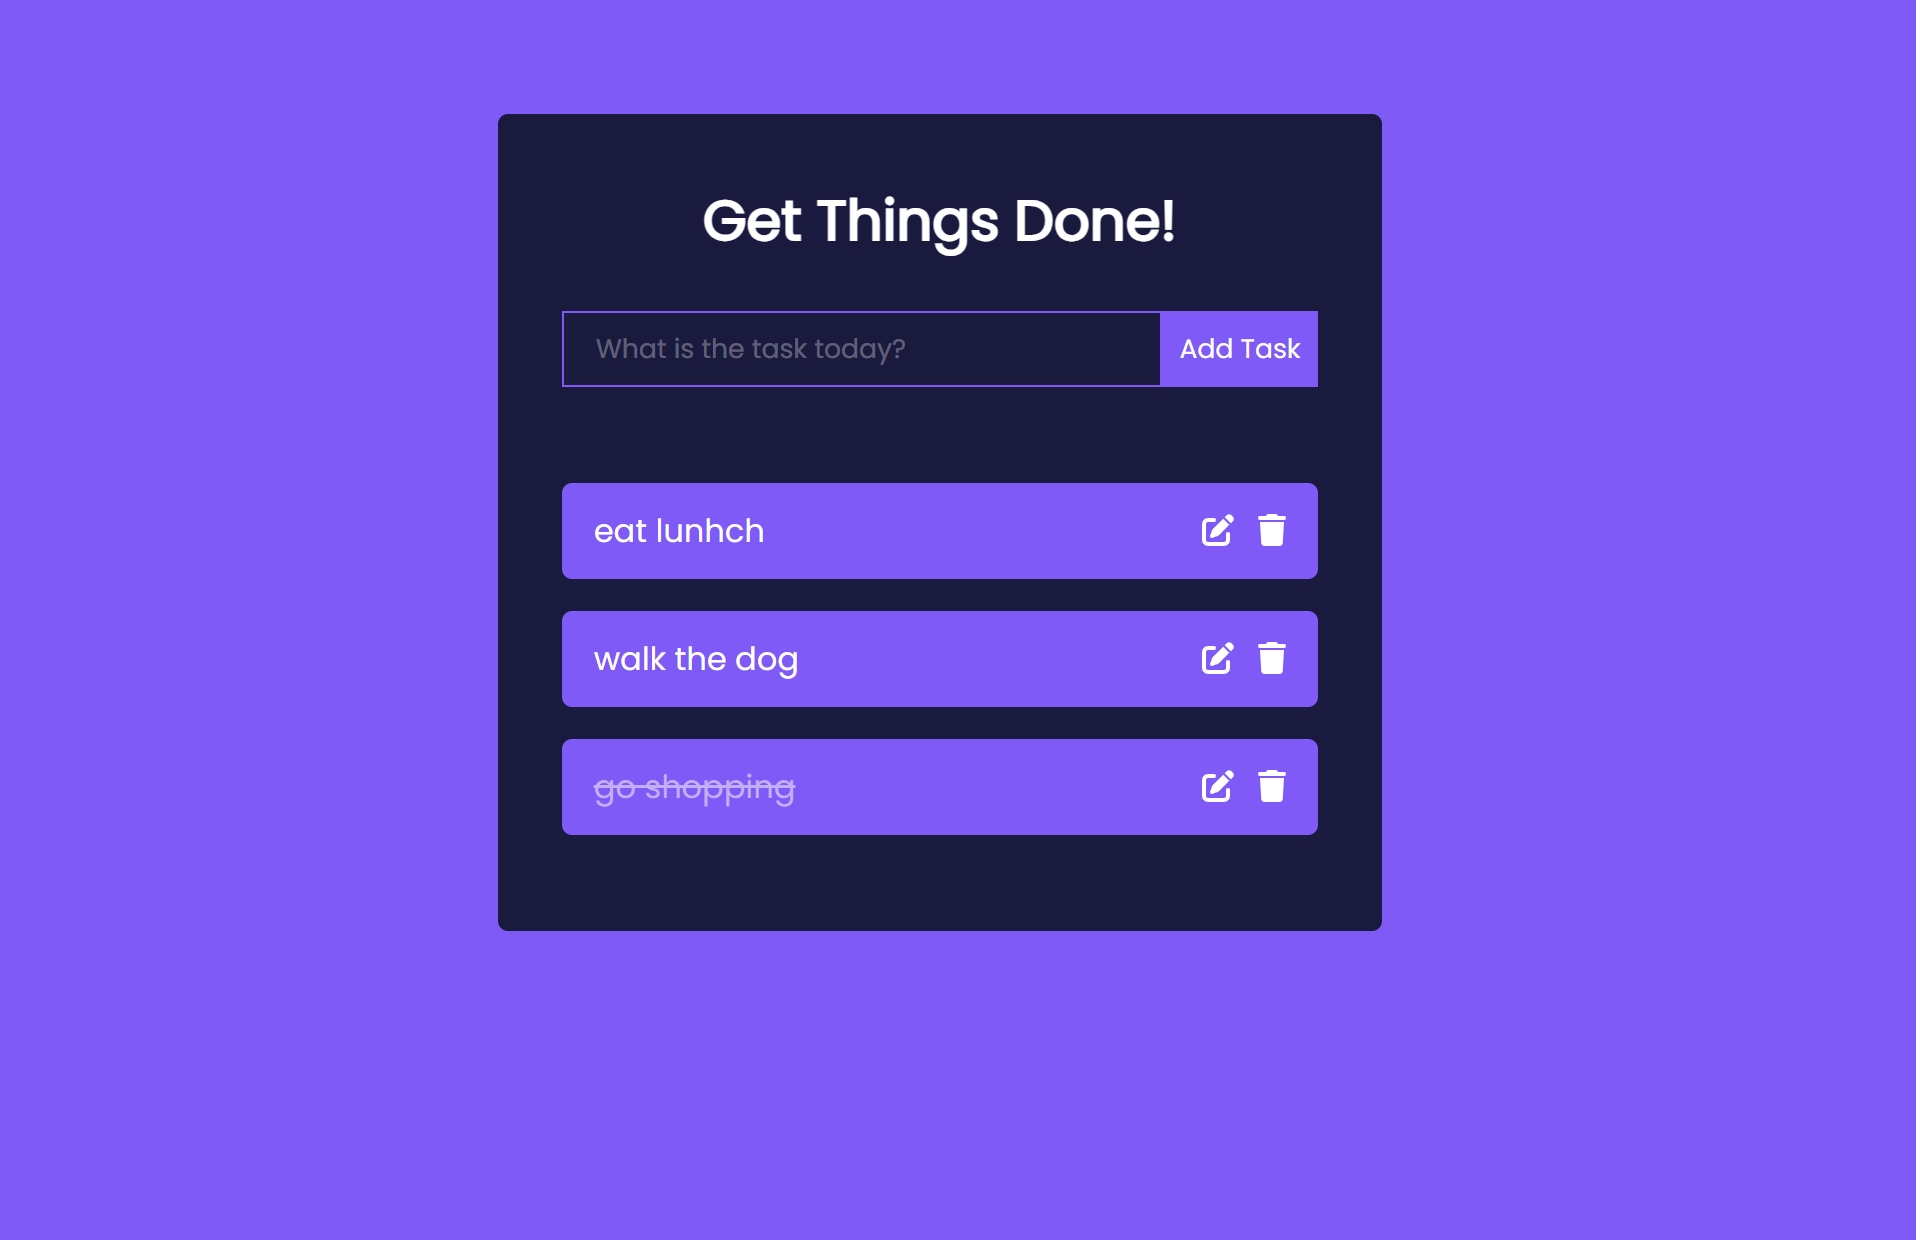 Get Things Done!
What is the task today?
Add Task
eat lunhch
walk the dog
go shopping